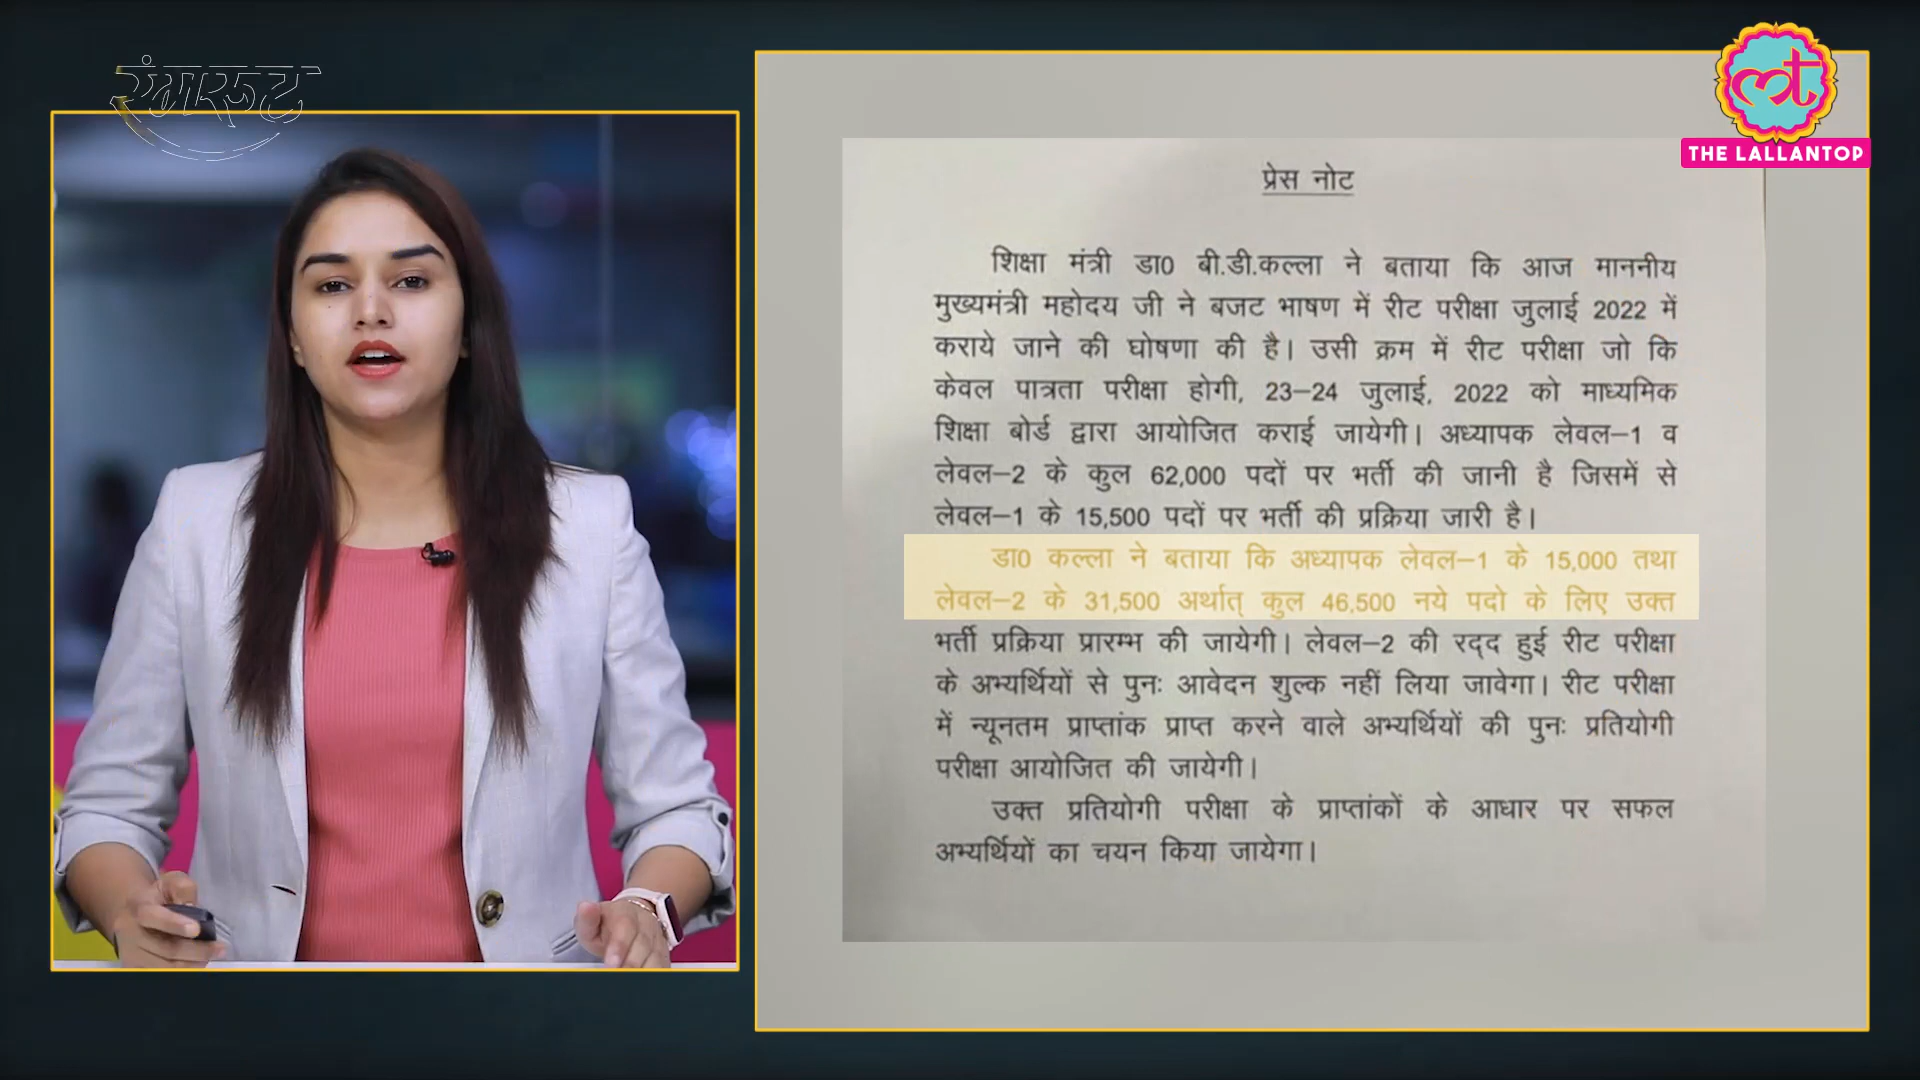 रंगरूट
lt
THE LALLANTOP
प्रेस नोट
शिक्षा मंत्री डा0 बी.डी.कल्ला ने बताया कि आज माननीय
मुख्यमंत्री महोदय जी ने बजट भाषण में रीट परीक्षा जुलाई 2022 में
कराये जाने की घोषणा की है। उसी क्रम में रीट परीक्षा जो कि
केवल पात्रता परीक्षा होगी, 23–24 जुलाई, 2022 को माध्यमिक
शिक्षा बोर्ड द्वारा आयोजित कराई जायेगी। अध्यापक लेवल–1 व
लेवल–2 के कुल 62,000 पदों पर भर्ती की जानी है जिसमें से
लेवल–1 के 15,500 पदों पर भर्ती की प्रक्रिया जारी है।
डा0 कल्ला ने बताया कि अध्यापक लेवल–1 के 15,000 तथा
लेवल–2 के 31,500 अर्थात् कुल 46,500 नये पदो के लिए उक्त
भर्ती प्रक्रिया प्रारम्भ की जायेगी। लेवल–2 की रद्द हुई रीट परीक्षा
के अभ्यर्थियों से पुनः आवेदन शुल्क नहीं लिया जावेगा। रीट परीक्षा
में न्यूनतम प्राप्तांक प्राप्त करने वाले अभ्यर्थियों की पुनः प्रतियोगी
परीक्षा आयोजित की जायेगी।
उक्त प्रतियोगी परीक्षा के प्राप्तांकों के आधार पर सफल
अभ्यर्थियों का चयन किया जायेगा।